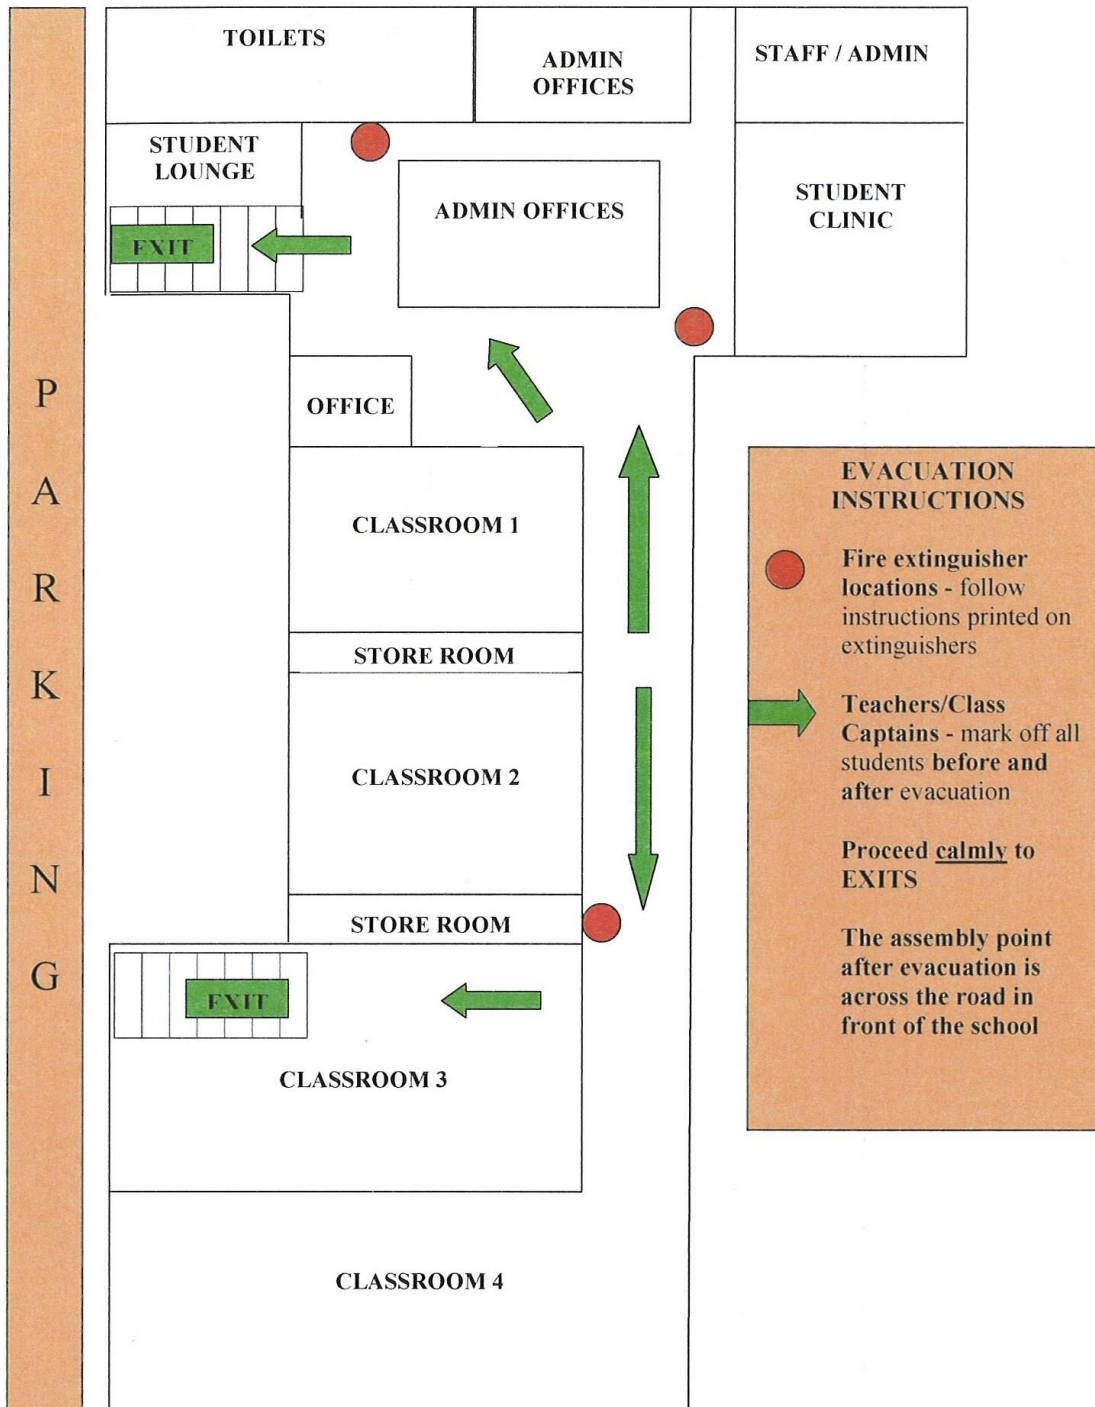 TOILETS
ADMIN
OFFICES
STAFF / ADMIN
STUDENT
LOUNGE
ADMIN OFFICES
STUDENT
CLINIC
EXIT
OFFICE
CLASSROOM 1
STORE ROOM
CLASSROOM 2
STORE ROOM
EXIT
CLASSROOM 3
CLASSROOM 4
P
A
R
K
I
N
G
EVACUATION
INSTRUCTIONS
Fire extinguisher
locations - follow
instructions printed on
extinguishers
Teachers/Class
Captains - mark off all
students before and
after evacuation
Proceed calmly to
EXITS
The assembly point
after evacuation is
across the road in
front of the school